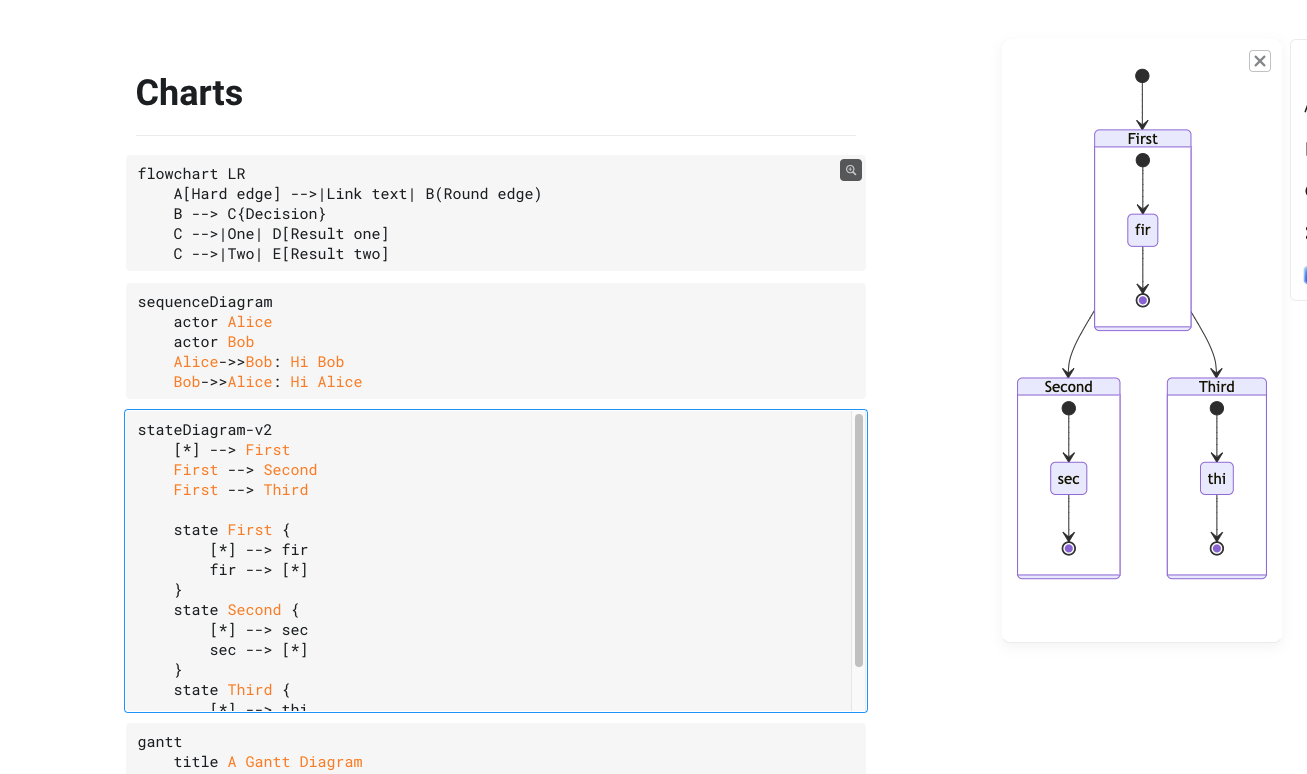 Charts
flowchart LR
    A[Hard edge] -->|Link text| B(Round edge)
    B --> C{Decision}
    C -->|One| D[Result one]
    C -->|Two| E[Result two]
sequenceDiagram
    actor Alice
    actor Bob
    Alice->>Bob: Hi Bob
    Bob->>Alice: Hi Alice
stateDiagram-v2
    [*] --> First
    First --> Second
    First --> Third
    state First {
        [*] --> fir
        fir --> [*]
    }
    state Second {
        [*] --> sec
        sec --> [*]
    }
    state Third {
        [*] --> thi
gantt
    title A Gantt Diagram
First
fir
Second
Third
sec
thi